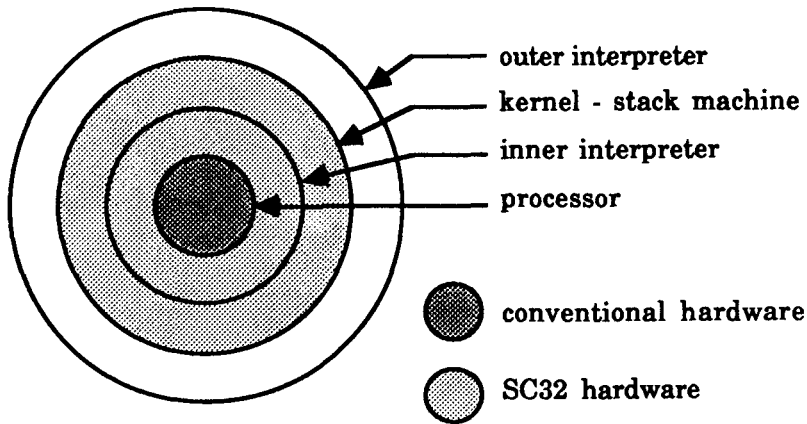 outer interpreter
kernel - stack machine
inner interpreter
processor
conventional hardware
SC32 hardware